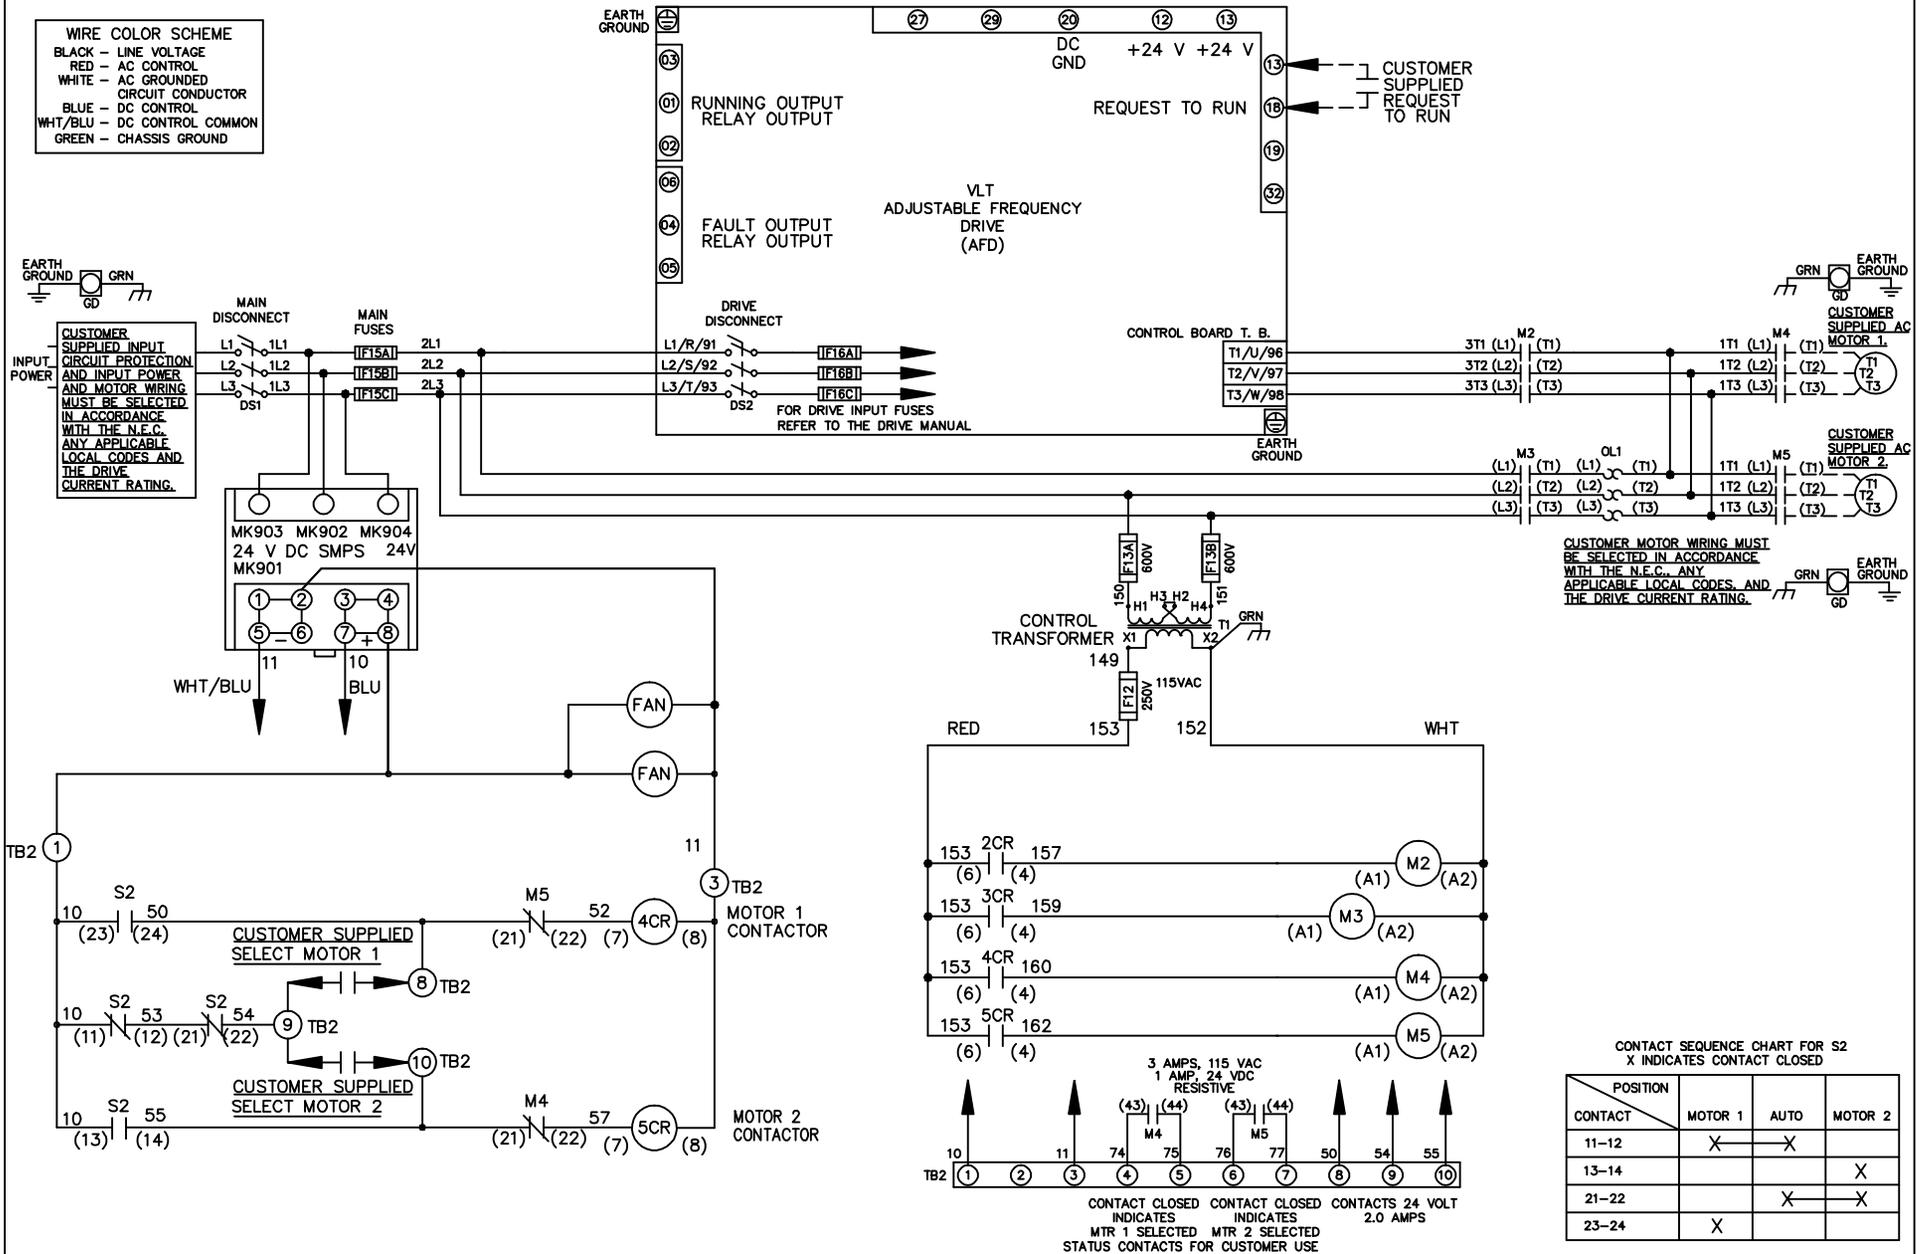 WIRE COLOR SCHEME
BLACK – LINE VOLTAGE
RED – AC CONTROL
WHITE – AC GROUNDED
CIRCUIT CONDUCTOR
BLUE – DC CONTROL
WHT/BLU – DC CONTROL COMMON
GREEN – CHASSIS GROUND
EARTH
GROUND
27 29 20 12 13
DC
GND
+24 V +24 V
03
01
02
RUNNING OUTPUT
RELAY OUTPUT
06
04
05
FAULT OUTPUT
RELAY OUTPUT
REQUEST TO RUN
13
18
19
32
CUSTOMER
SUPPLIED
REQUEST
TO RUN
VLT
ADJUSTABLE FREQUENCY
DRIVE
(AFD)
EARTH
GROUND
GRN
GD
INPUT
POWER
CUSTOMER
SUPPLIED INPUT
CIRCUIT PROTECTION
AND INPUT POWER
AND MOTOR WIRING
MUST BE SELECTED
IN ACCORDANCE
WITH THE N.E.C.
ANY APPLICABLE
LOCAL CODES AND
THE DRIVE
CURRENT RATING.
MAIN
DISCONNECT
L1 1L1
L2 1L2
L3 1L3
DS1
MAIN
FUSES
F15A 2L1
F15B 2L2
F15C 2L3
DRIVE
DISCONNECT
L1/R/91 F16A
L2/S/92 F16B
L3/T/93 F16C
DS2
FOR DRIVE INPUT FUSES
REFER TO THE DRIVE MANUAL
CONTROL BOARD T. B.
T1/U/96
T2/V/97
T3/W/98
EARTH
GROUND
M2
3T1 (L1) (T1)
3T2 (L2) (T2)
3T3 (L3) (T3)
M4
1T1 (L1) (T1)
1T2 (L2) (T2)
1T3 (L3) (T3)
GRN
GD
EARTH
GROUND
CUSTOMER
SUPPLIED AC
MOTOR 1.
T1
T2
T3
M3
(L1) (T1)
(L2) (T2)
(L3) (T3)
OL1
(L1) (T1)
(L2) (T2)
(L3) (T3)
M5
1T1 (L1) (T1)
1T2 (L2) (T2)
1T3 (L3) (T3)
CUSTOMER
SUPPLIED AC
MOTOR 2.
T1
T2
T3
CUSTOMER MOTOR WIRING MUST
BE SELECTED IN ACCORDANCE
WITH THE N.E.C., ANY
APPLICABLE LOCAL CODES, AND
THE DRIVE CURRENT RATING.
GRN
GD
EARTH
GROUND
MK903 MK902 MK904
24 V DC SMPS 24V
MK901
1 2 3 4
5 – 6 7 + 8
11 10
WHT/BLU BLU
F13A 600V
F13B 600V
150 151
H1 H3 H2 H4
CONTROL
TRANSFORMER
X1 X2 T1 GRN
149
F12 250V 115VAC
RED 153 152 WHT
FAN
FAN
TB2 1
11
3 TB2
10 S2 50
(23) (24)
M5 52
(21) (22) (7) 4CR (8)
MOTOR 1
CONTACTOR
CUSTOMER SUPPLIED
SELECT MOTOR 1
8 TB2
10 S2 53 S2 54
(11) (12) (21) (22)
9 TB2
10 TB2
CUSTOMER SUPPLIED
SELECT MOTOR 2
10 S2 55
(13) (14)
M4 57
(21) (22) (7) 5CR (8)
MOTOR 2
CONTACTOR
153 2CR 157 M2
(6) (4) (A1) (A2)
153 3CR 159 M3
(6) (4) (A1) (A2)
153 4CR 160 M4
(6) (4) (A1) (A2)
153 5CR 162 M5
(6) (4) (A1) (A2)
3 AMPS, 115 VAC
1 AMP, 24 VDC
RESISTIVE
(43) (44) (43) (44)
M4 M5
10 11 74 75 76 77 50 54 55
TB2 1 2 3 4 5 6 7 8 9 10
CONTACT CLOSED
INDICATES
MTR 1 SELECTED
CONTACT CLOSED
INDICATES
MTR 2 SELECTED
CONTACTS 24 VOLT
2.0 AMPS
STATUS CONTACTS FOR CUSTOMER USE
CONTACT SEQUENCE CHART FOR S2
X INDICATES CONTACT CLOSED
POSITION
CONTACT MOTOR 1 AUTO MOTOR 2
11–12 X X
13–14 X
21–22 X X
23–24 X